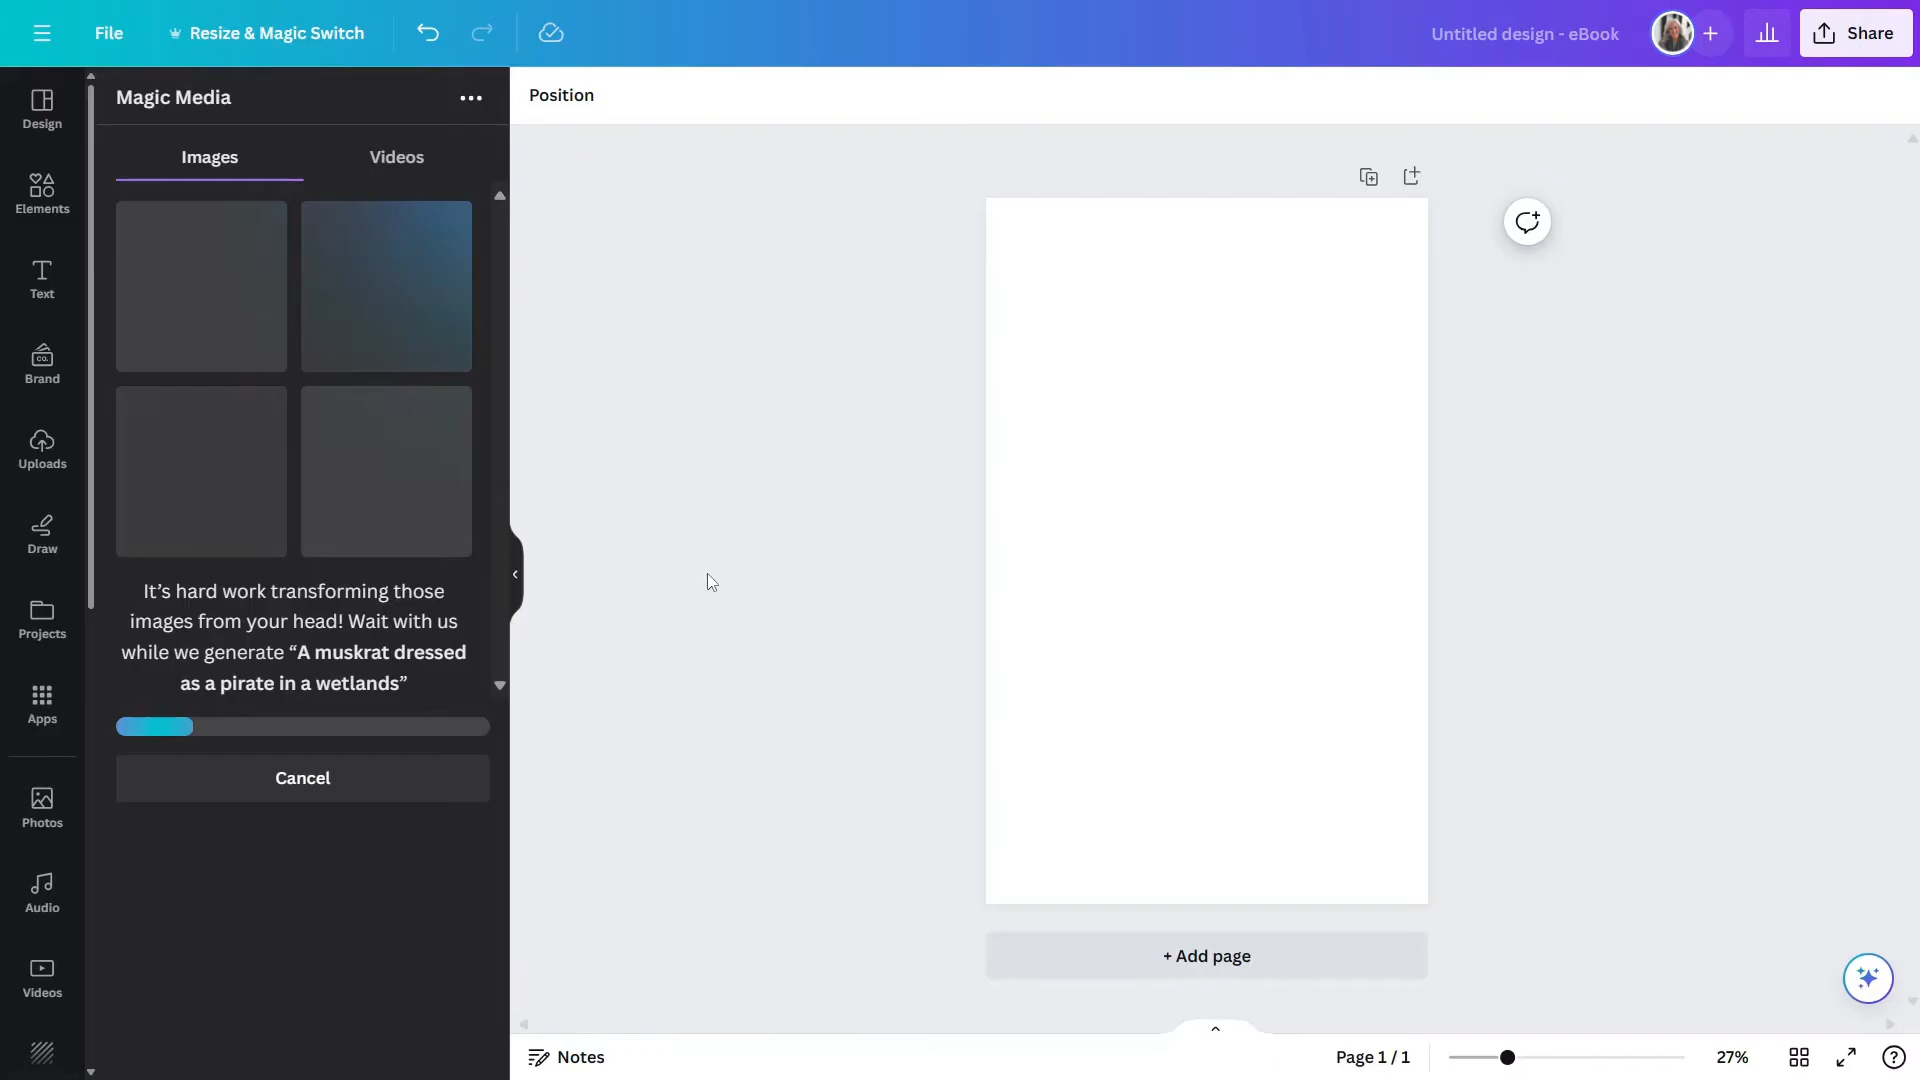 File
Resize & Magic Switch
Untitled design - eBook
+
Share
Design
Elements
Text
CO.
Brand
Uploads
Draw
Projects
Apps
Photos
Audio
Videos
Magic Media
Images
Videos
It's hard work transforming those
images from your head! Wait with us
while we generate “A muskrat dressed
as a pirate in a wetlands”
Cancel
Position
+ Add page
Notes
Page 1 / 1
27%
?